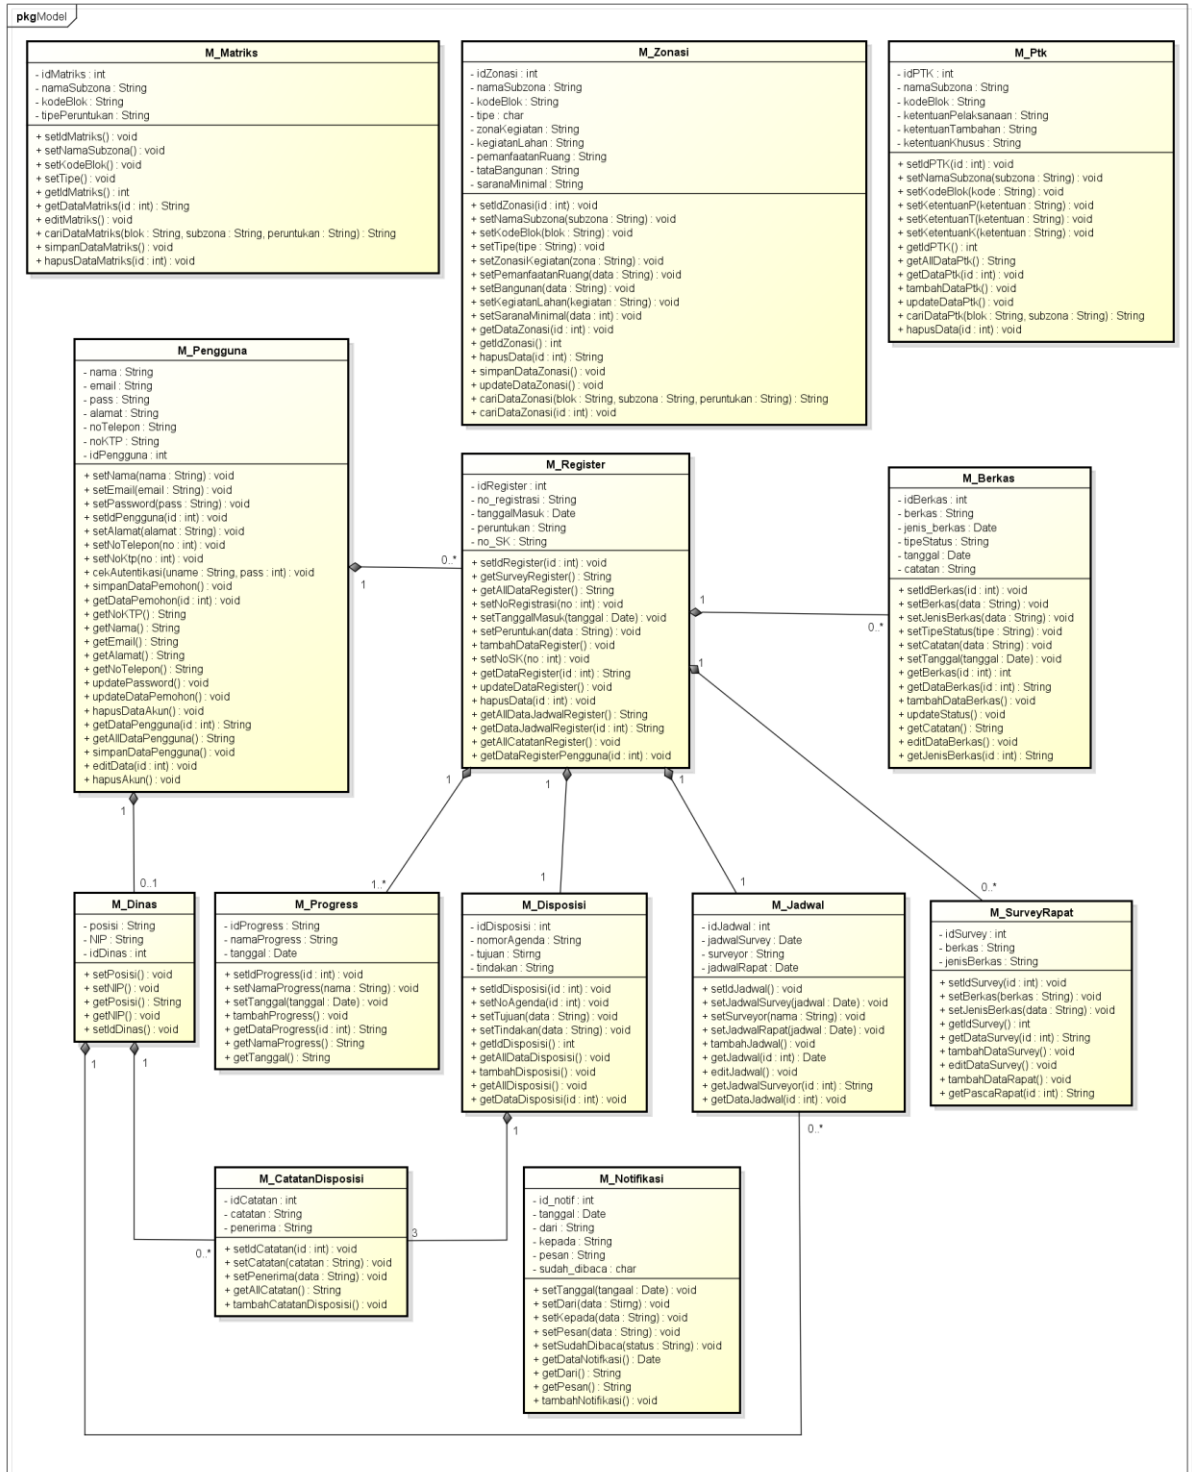 pkgModel
M_Matriks
- idMatriks : int
- namaSubzona : String
- kodeBlok : String
- tipePeruntukan : String
+ setIdMatriks() : void
+ setNamaSubzona() : void
+ setKodeBlok() : void
+ setTipe() : void
+ getIdMatriks() : int
+ getDataMatriks(id : int) : String
+ editMatriks() : void
+ cariDataMatriks(blok : String, subzona : String, peruntukan : String) : String
+ simpanDataMatriks() : void
+ hapusDataMatriks(id : int) : void
M_Zonasi
- idZonasi : int
- namaSubzona : String
- kodeBlok : String
- tipe : char
- zonaKegiatan : String
- kegiatanLahan : String
- pemanfaatanRuang : String
- tataBangunan : String
- saranaMinimal : String
+ setIdZonasi(id : int) : void
+ setNamaSubzona(subzona : String) : void
+ setKodeBlok(blok : String) : void
+ setTipe(tipe : String) : void
+ setZonasiKegiatan(zona : String) : void
+ setPemanfaatanRuang(data : String) : void
+ setBangunan(data : String) : void
+ setKegiatanLahan(kegiatan : String) : void
+ setSaranaMinimal(data : int) : void
+ getDataZonasi(id : int) : void
+ getIdZonasi() : int
+ hapusData(id : int) : String
+ simpanDataZonasi() : void
+ updateDataZonasi() : void
+ cariDataZonasi(blok : String, subzona : String, peruntukan : String) : String
+ cariDataZonasi(id : int) : void
M_Ptk
- idPTK : int
- namaSubzona : String
- kodeBlok : String
- ketentuanPelaksanaan : String
- ketentuanTambahan : String
- ketentuanKhusus : String
+ setIdPTK(id : int) : void
+ setNamaSubzona(subzona : String) : void
+ setKodeBlok(kode : String) : void
+ setKetentuanP(ketentuan : String) : void
+ setKetentuanT(ketentuan : String) : void
+ setKetentuanK(ketentuan : String) : void
+ getIdPTK() : int
+ getAllDataPtk() : String
+ getDataPtk(id : int) : void
+ tambahDataPtk() : void
+ updateDataPtk() : void
+ cariDataPtk(blok : String, subzona : String) : String
+ hapusData(id : int) : void
M_Pengguna
- nama : String
- email : String
- pass : String
- alamat : String
- noTelepon : String
- noKTP : String
- idPengguna : int
+ setNama(nama : String) : void
+ setEmail(email : String) : void
+ setPassword(pass : String) : void
+ setIdPengguna(id : int) : void
+ setAlamat(alamat : String) : void
+ setNoTelepon(no : int) : void
+ setNoKtp(no : int) : void
+ cekAutentikasi(uname : String, pass : int) : void
+ simpanDataPemohon() : void
+ getDataPemohon(id : int) : void
+ getNoKTP() : String
+ getNama() : String
+ getEmail() : String
+ getAlamat() : String
+ getNoTelepon() : String
+ updatePassword() : void
+ updateDataPemohon() : void
+ hapusDataAkun() : void
+ getDataPengguna(id : int) : String
+ getAllDataPengguna() : String
+ simpanDataPengguna() : void
+ editData(id : int) : void
+ hapusAkun() : void
1
0..*
M_Register
- idRegister : int
- no_registrasi : String
- tanggalMasuk : Date
- peruntukan : String
- no_SK : String
+ setIdRegister(id : int) : void
+ getSurveyRegister() : String
+ getAllDataRegister() : String
+ setNoRegistrasi(no : int) : void
+ setTanggalMasuk(tanggal : Date) : void
+ setPeruntukan(data : String) : void
+ tambahDataRegister() : void
+ setNoSK(no : int) : void
+ getDataRegister(id : int) : String
+ updateDataRegister() : void
+ hapusData(id : int) : void
+ getAllDataJadwalRegister() : String
+ getDataJadwalRegister(id : int) : String
+ getAllCatatanRegister() : void
+ getDataRegisterPengguna(id : int) : void
1
0..*
M_Berkas
- idBerkas : int
- berkas : String
- jenis_berkas : Date
- tipeStatus : String
- tanggal : Date
- catatan : String
+ setIdBerkas(id : int) : void
+ setBerkas(data : String) : void
+ setJenisBerkas(data : String) : void
+ setTipeStatus(tipe : String) : void
+ setCatatan(data : String) : void
+ setTanggal(tanggal : Date) : void
+ getBerkas(id : int) : int
+ getDataBerkas(id : int) : String
+ tambahDataBerkas() : void
+ updateStatus() : void
+ getCatatan() : String
+ editDataBerkas() : void
+ getJenisBerkas(id : int) : String
1
1
1
1
1
0..1
1..*
1
1
0..*
M_Dinas
- posisi : String
- NIP : String
- idDinas : int
+ setPosisi() : void
+ setNIP() : void
+ getPosisi() : String
+ getNIP() : String
+ setIdDinas() : void
M_Progress
- idProgress : String
- namaProgress : String
- tanggal : Date
+ setIdProgress(id : int) : void
+ setNamaProgress(nama : String) : void
+ setTanggal(tanggal : Date) : void
+ tambahProgress() : void
+ getDataProgress(id : int) : String
+ getNamaProgress() : String
+ getTanggal() : String
M_Disposisi
- idDisposisi : int
- nomorAgenda : String
- tujuan : Stirng
- tindakan : String
+ setIdDisposisi(id : int) : void
+ setNoAgenda(id : int) : void
+ setTujuan(data : String) : void
+ setTindakan(data : String) : void
+ getIdDisposisi() : int
+ getAllDataDisposisi() : void
+ tambahDisposisi() : void
+ getAllDisposisi() : String
+ getDataDisposisi(id : int) : void
M_Jadwal
- idJadwal : int
- jadwalSurvey : Date
- surveyor : String
- jadwalRapat : Date
+ setIdJadwal() : void
+ setJadwalSurvey(jadwal : Date) : void
+ setSurveyor(nama : String) : void
+ setJadwalRapat(jadwal : Date) : void
+ tambahJadwal() : void
+ getJadwal(id : int) : Date
+ editJadwal() : void
+ getJadwalSurveyor(id : int) : String
+ getDataJadwal(id : int) : void
M_SurveyRapat
- idSurvey : int
- berkas : String
- jenisBerkas : String
+ setIdSurvey(id : int) : void
+ setBerkas(berkas : String) : void
+ setJenisBerkas(data : String) : void
+ getIdSurvey() : int
+ getDataSurvey(id : int) : String
+ tambahDataSurvey() : void
+ editDataSurvey() : void
+ tambahDataRapat() : void
+ getPascaRapat(id : int) : String
1
1
1
0..*
M_CatatanDisposisi
- idCatatan : int
- catatan : String
- penerima : String
+ setIdCatatan(id : int) : void
+ setCatatan(catatan : String) : void
+ setPenerima(data : String) : void
+ getAllCatatan() : String
+ tambahCatatanDisposisi() : void
0..*
3
M_Notifikasi
- id_notif : int
- tanggal : Date
- dari : String
- kepada : String
- pesan : String
- sudah_dibaca : char
+ setTanggal(tangaal : Date) : void
+ setDari(data : Stirng) : void
+ setKepada(data : String) : void
+ setPesan(data : String) : void
+ setSudahDibaca(status : String) : void
+ getDataNotifkasi() : Date
+ getDari() : String
+ getPesan() : String
+ tambahNotifikasi() : void